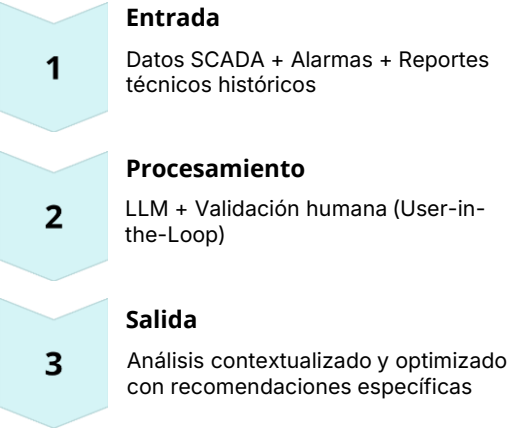 Entrada
1
Datos SCADA + Alarmas + Reportes
técnicos históricos
Procesamiento
2
LLM + Validación humana (User-in-
the-Loop)
Salida
3
Análisis contextualizado y optimizado
con recomendaciones específicas